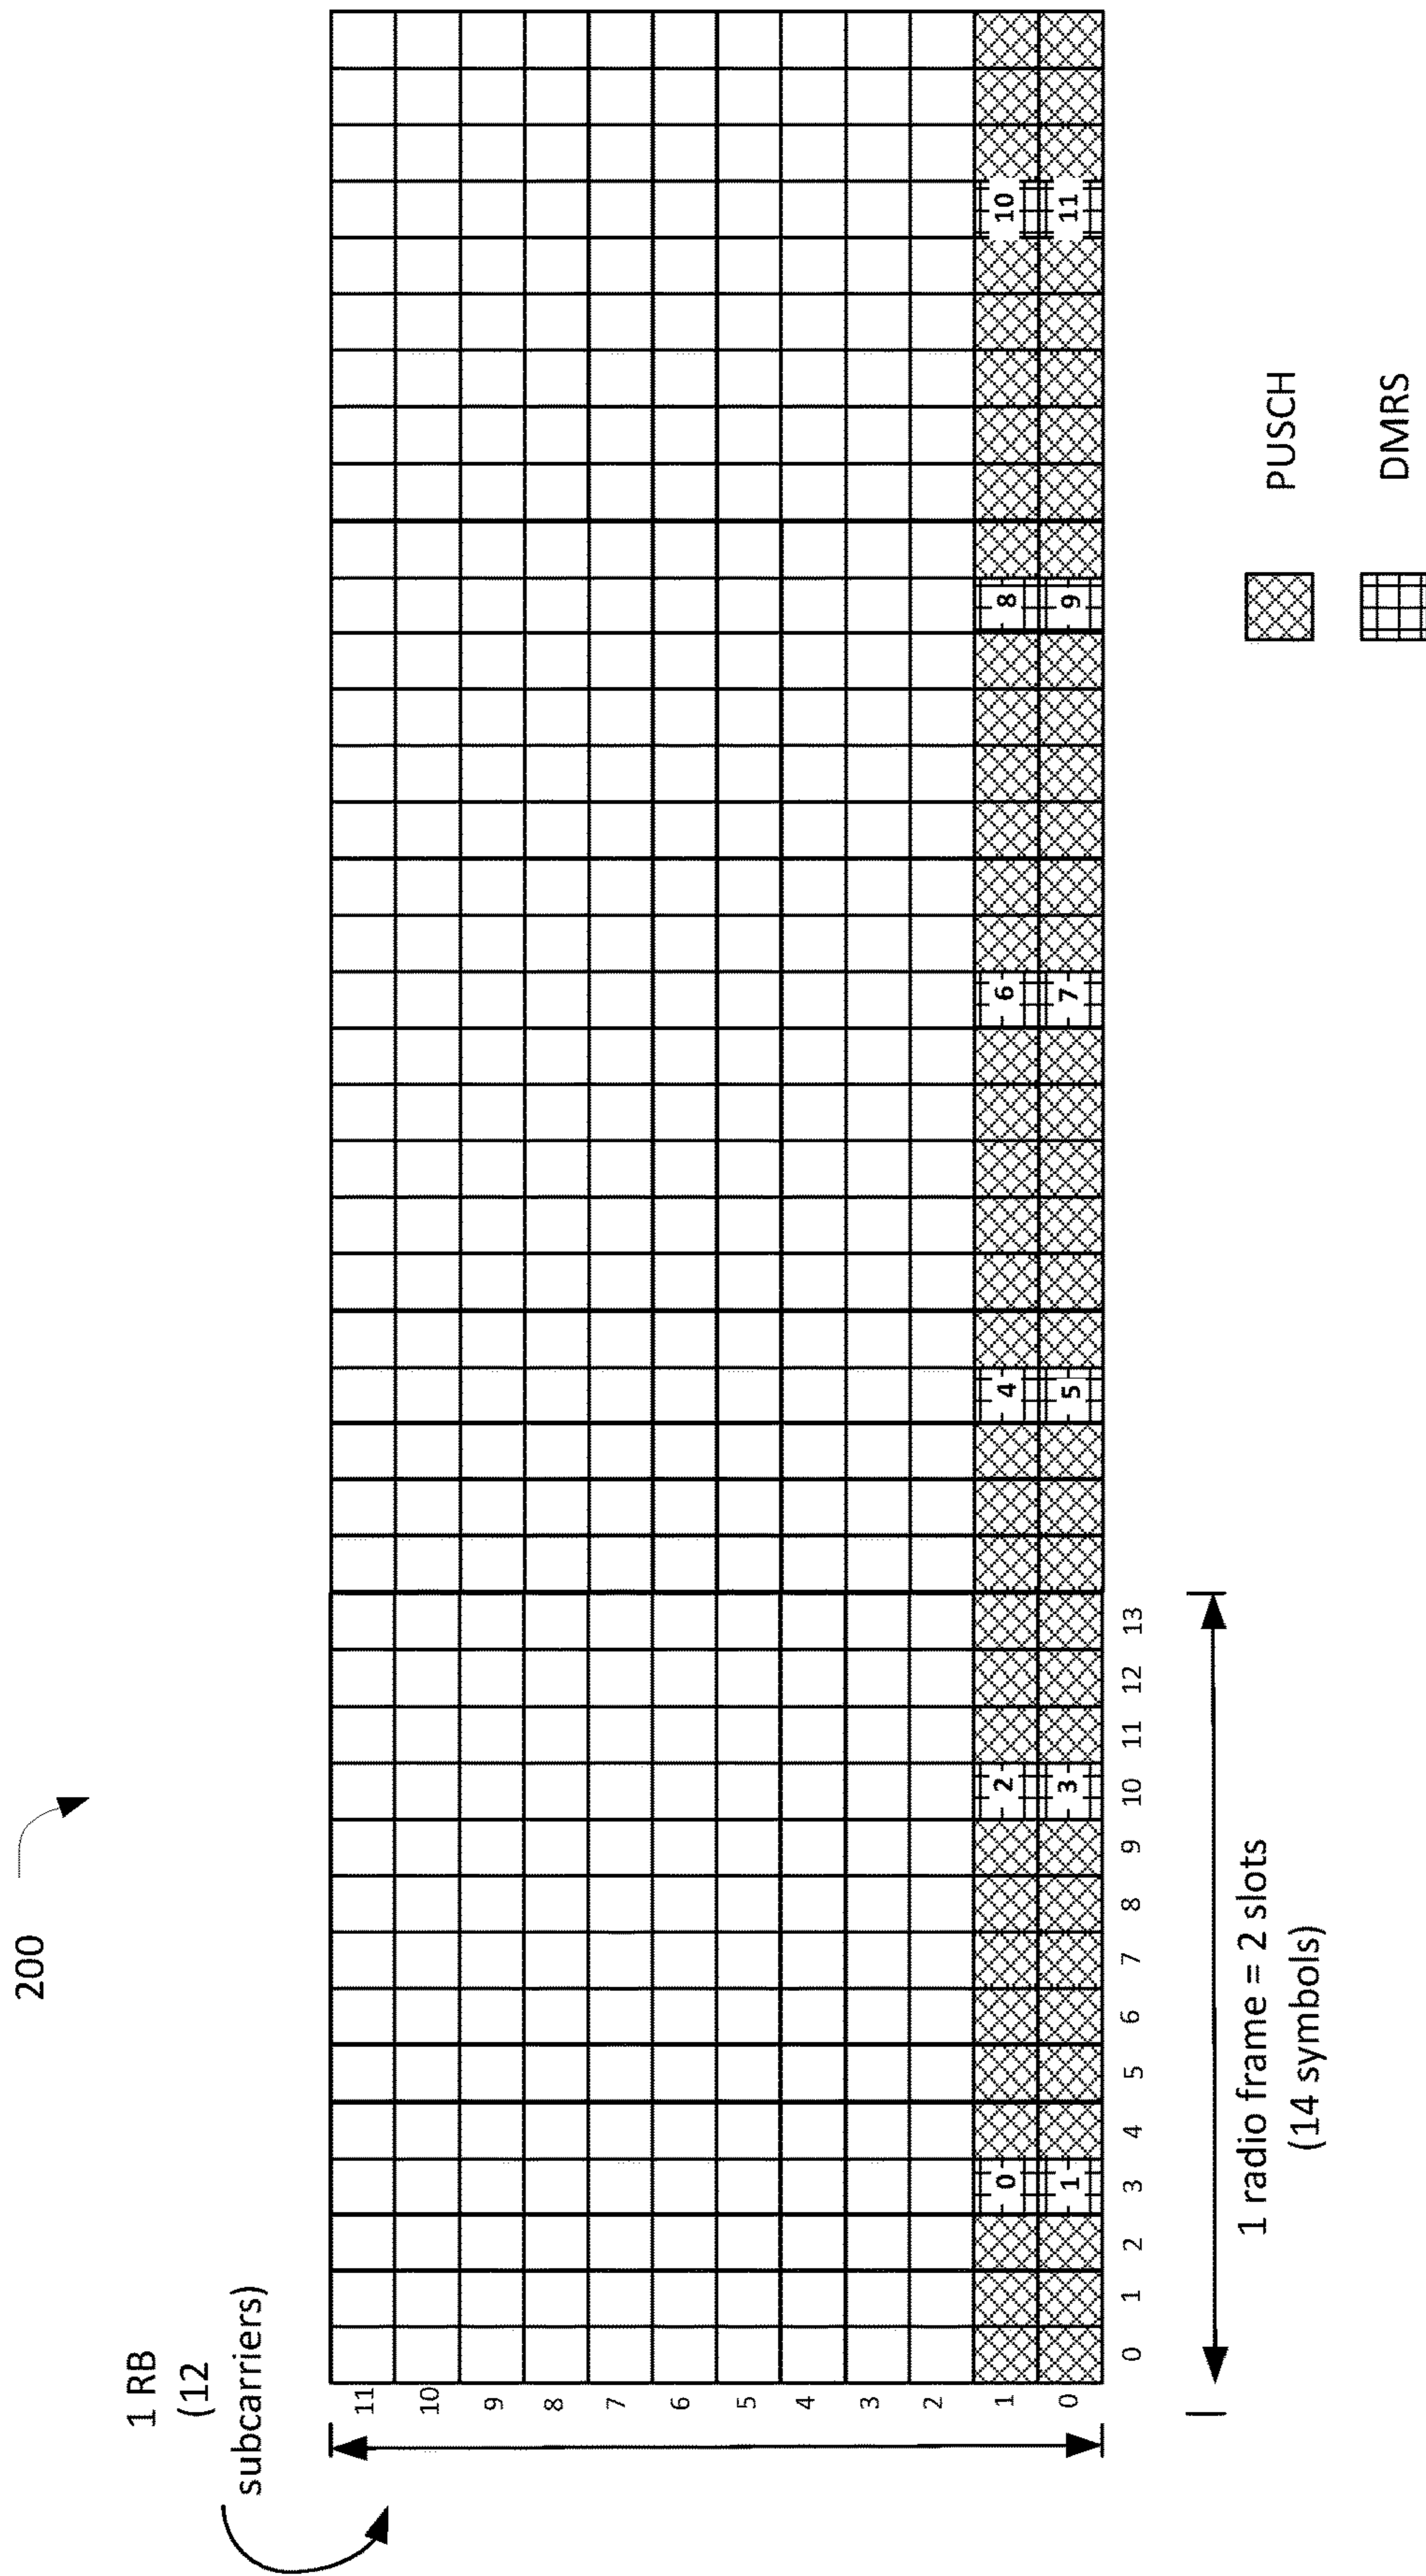 200
1 RB
(12
subcarriers)
11
10
9
8
7
6
5
4
3
2
1
0
0 2 4 6 8 10
1 3 5 7 9 11
0 1 2 3 4 5 6 7 8 9 10 11 12 13
1 radio frame = 2 slots
(14 symbols)
PUSCH
DMRS